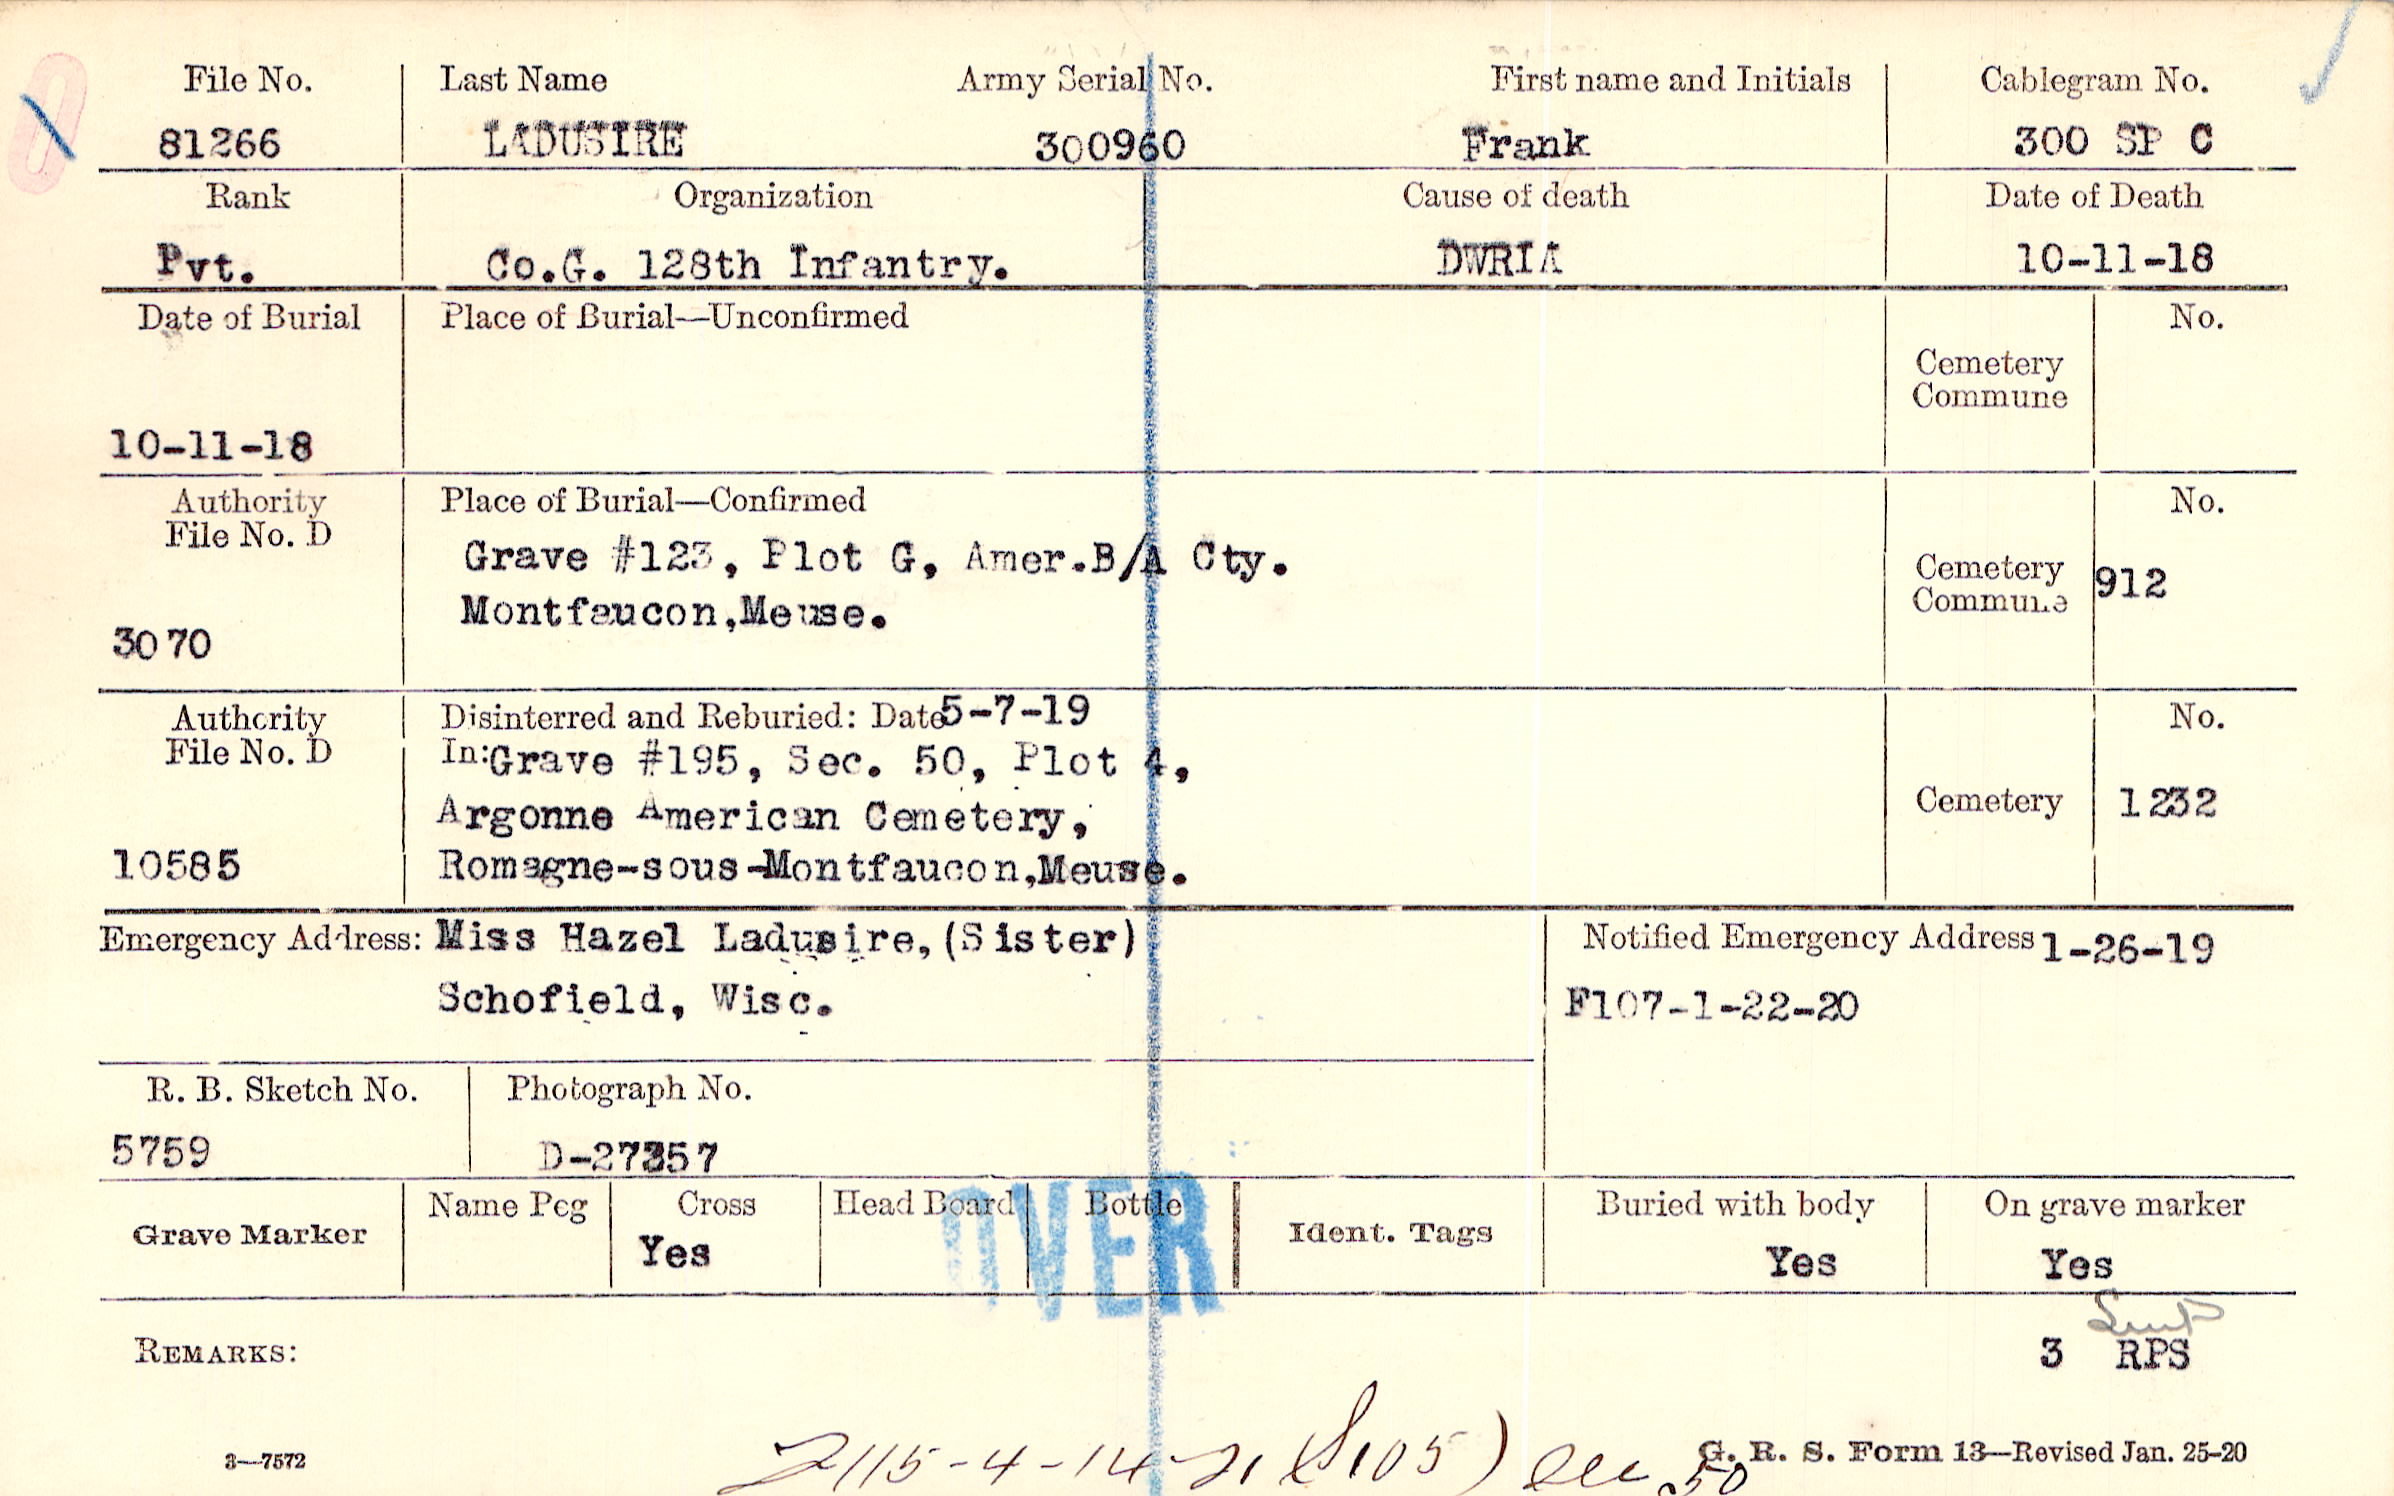 File No. Last Name Army Serial No. First name and Initials Cablegram No.
81266 LADUSIRE 300960 Frank 300 SP C
Rank Organization Cause of death Date of Death
Pvt. Co.G. 128th Infantry. DWRIA 10-11-18
Date of Burial Place of Burial—Unconfirmed No.
Cemetery
Commune
10-11-18
Authority Place of Burial—Confirmed No.
File No. D
Grave #123, Plot G, Amer.B/A Cty.
Cemetery 912
Commune
Montfaucon,Meuse.
3070
Authority Disinterred and Reburied: Date 5-7-19 No.
File No. D In: Grave #195, Sec. 50, Plot 4,
Argonne American Cemetery, Cemetery 1232
10585 Romagne-sous-Montfaucon,Meuse.
Emergency Address: Miss Hazel Ladusire,(Sister) Notified Emergency Address 1-26-19
Schofield, Wisc. F107-1-22-20
R. B. Sketch No. Photograph No.
5759 D-27357
Grave Marker Name Peg Cross Head Board Bottle Ident. Tags Buried with body On grave marker
Yes Yes Yes
OVER
REMARKS: 3 RPS
2115-4-14-21 (S105)
3—7572 G. R. S. Form 13—Revised Jan. 25-20